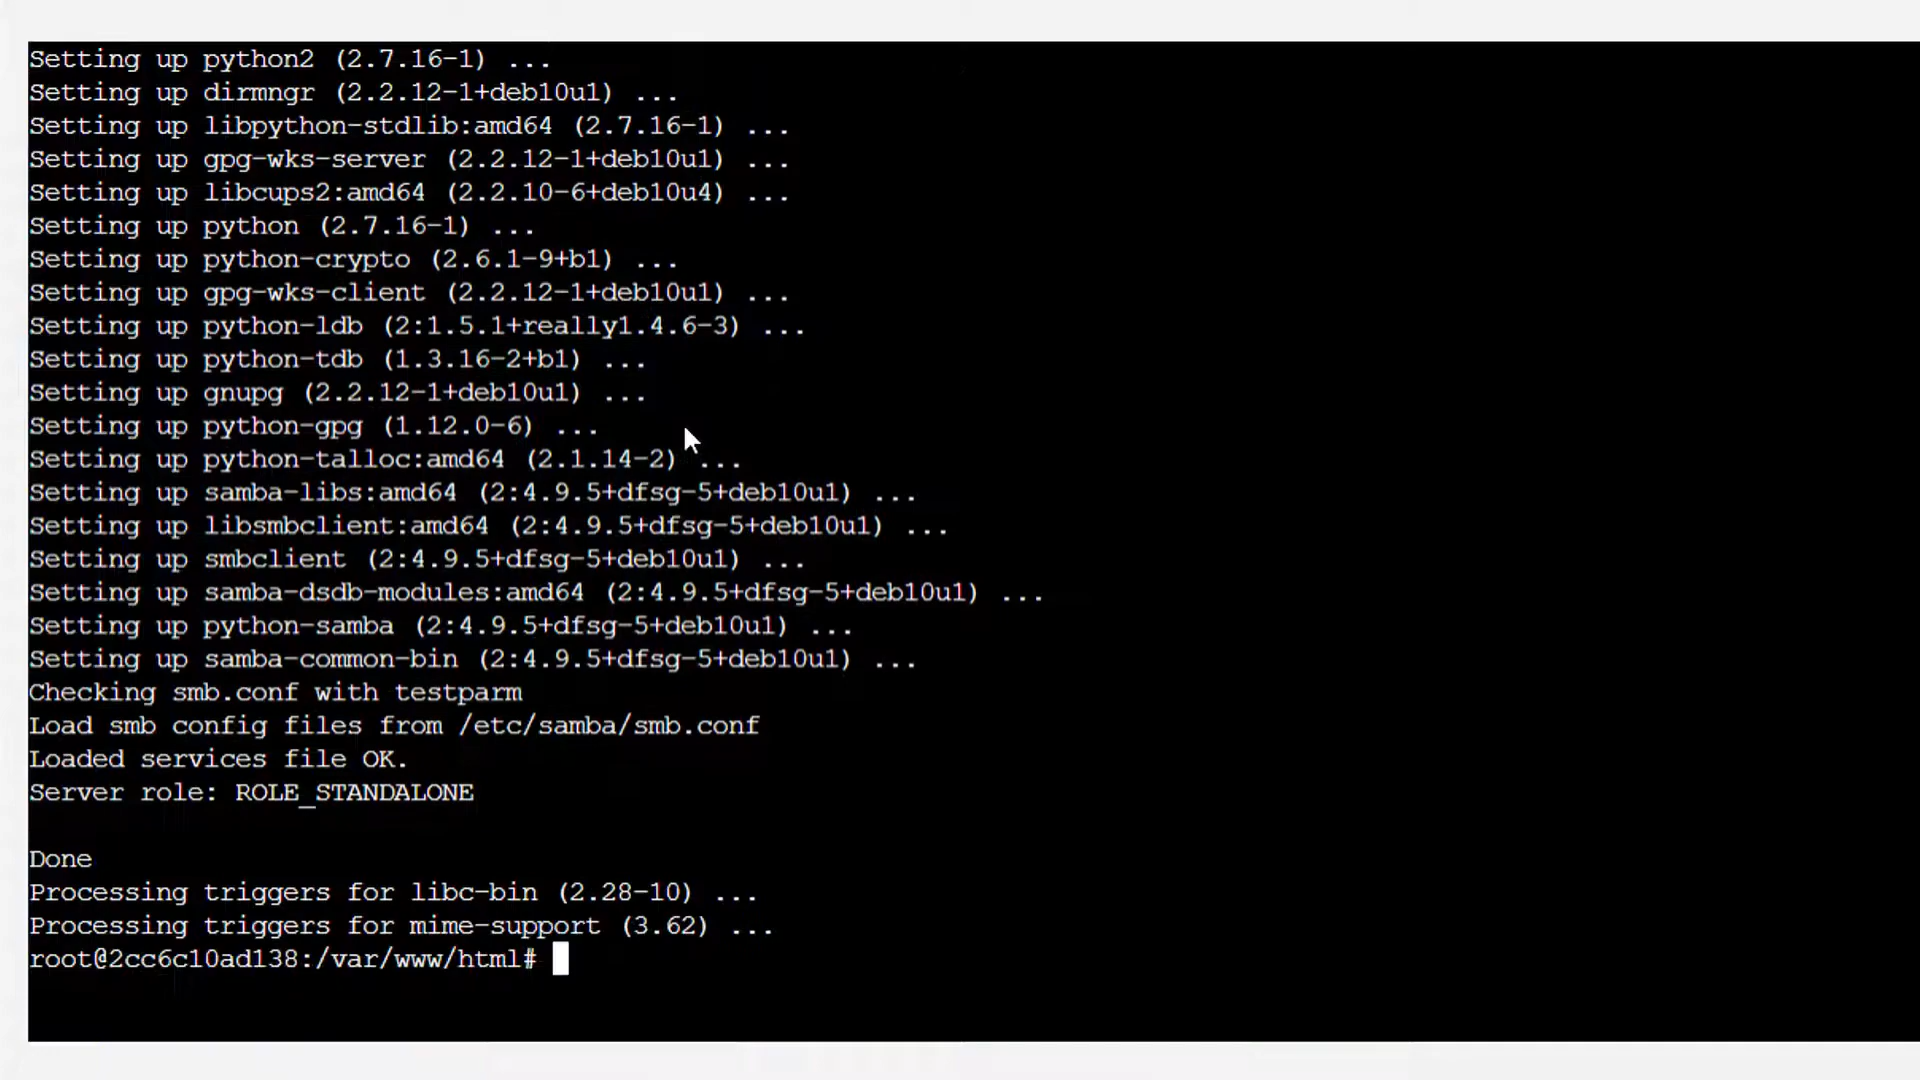 Setting up python2 (2.7.16-1) ...
Setting up dirmngr (2.2.12-1+deb10u1) ...
Setting up libpython-stdlib:amd64 (2.7.16-1) ...
Setting up gpg-wks-server (2.2.12-1+deb10u1) ...
Setting up libcups2:amd64 (2.2.10-6+deb10u4) ...
Setting up python (2.7.16-1) ...
Setting up python-crypto (2.6.1-9+b1) ...
Setting up gpg-wks-client (2.2.12-1+deb10u1) ...
Setting up python-ldb (2:1.5.1+really1.4.6-3) ...
Setting up python-tdb (1.3.16-2+b1) ...
Setting up gnupg (2.2.12-1+deb10u1) ...
Setting up python-gpg (1.12.0-6) ...
Setting up python-talloc:amd64 (2.1.14-2) ...
Setting up samba-libs:amd64 (2:4.9.5+dfsg-5+deb10u1) ...
Setting up libsmbclient:amd64 (2:4.9.5+dfsg-5+deb10u1) ...
Setting up smbclient (2:4.9.5+dfsg-5+deb10u1) ...
Setting up samba-dsdb-modules:amd64 (2:4.9.5+dfsg-5+deb10u1) ...
Setting up python-samba (2:4.9.5+dfsg-5+deb10u1) ...
Setting up samba-common-bin (2:4.9.5+dfsg-5+deb10u1) ...
Checking smb.conf with testparm
Load smb config files from /etc/samba/smb.conf
Loaded services file OK.
Server role: ROLE_STANDALONE
Done
Processing triggers for libc-bin (2.28-10) ...
Processing triggers for mime-support (3.62) ...
root@2cc6c10ad138:/var/www/html#